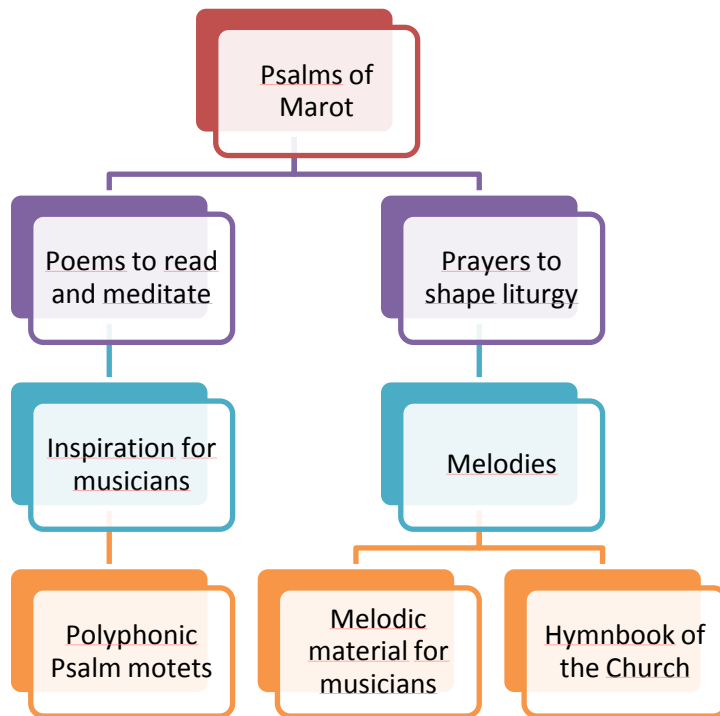 Psalms of
Marot
Poems to read
and meditate
Prayers to
shape liturgy
Inspiration for
musicians
Melodies
Polyphonic
Psalm motets
Melodic
material for
musicians
Hymnbook of
the Church